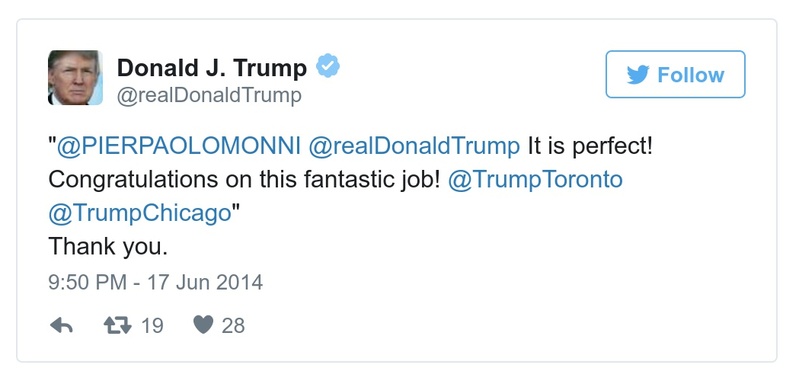 Donald J. Trump
@realDonaldTrump
Follow
"@PIERPAOLOMONNI @realDonaldTrump It is perfect!
Congratulations on this fantastic job! @TrumpToronto
@TrumpChicago"
Thank you.
9:50 PM - 17 Jun 2014
19 28